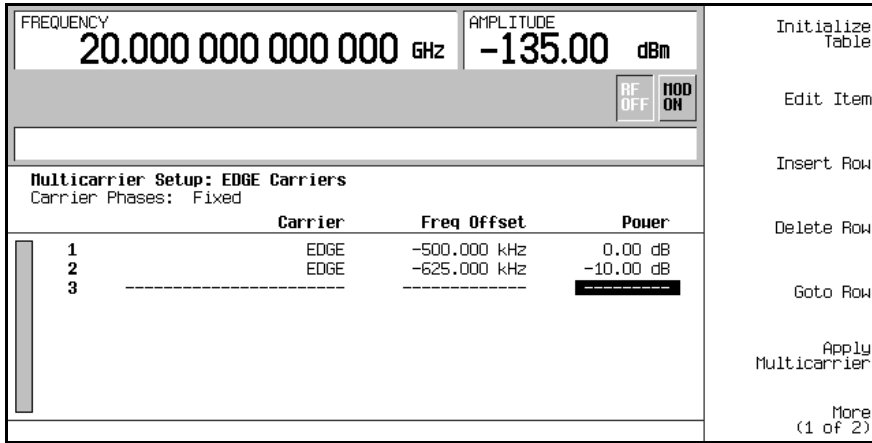 FREQUENCY
20.000 000 000 000 GHz
AMPLITUDE
-135.00 dBm
RF OFF
MOD ON
Multicarrier Setup: EDGE Carriers
Carrier Phases: Fixed
Carrier Freq Offset Power
1 EDGE -500.000 kHz 0.00 dB
2 EDGE -625.000 kHz -10.00 dB
3 ----------------------- ------------- ---------
Initialize
Table
Edit Item
Insert Row
Delete Row
Goto Row
Apply
Multicarrier
More
(1 of 2)